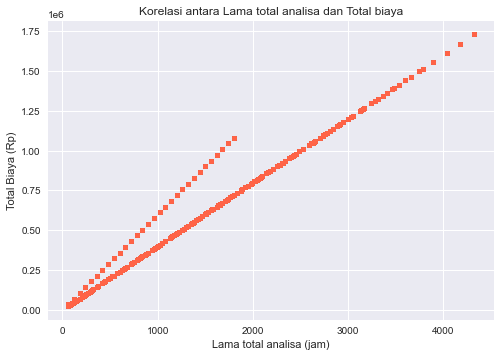 Korelasi antara Lama total analisa dan Total biaya
1e6
1.75
1.50
1.25
1.00
0.75
0.50
0.25
0.00
Total biaya (Rp)
0 1000 2000 3000 4000
Lama total analisa (jam)